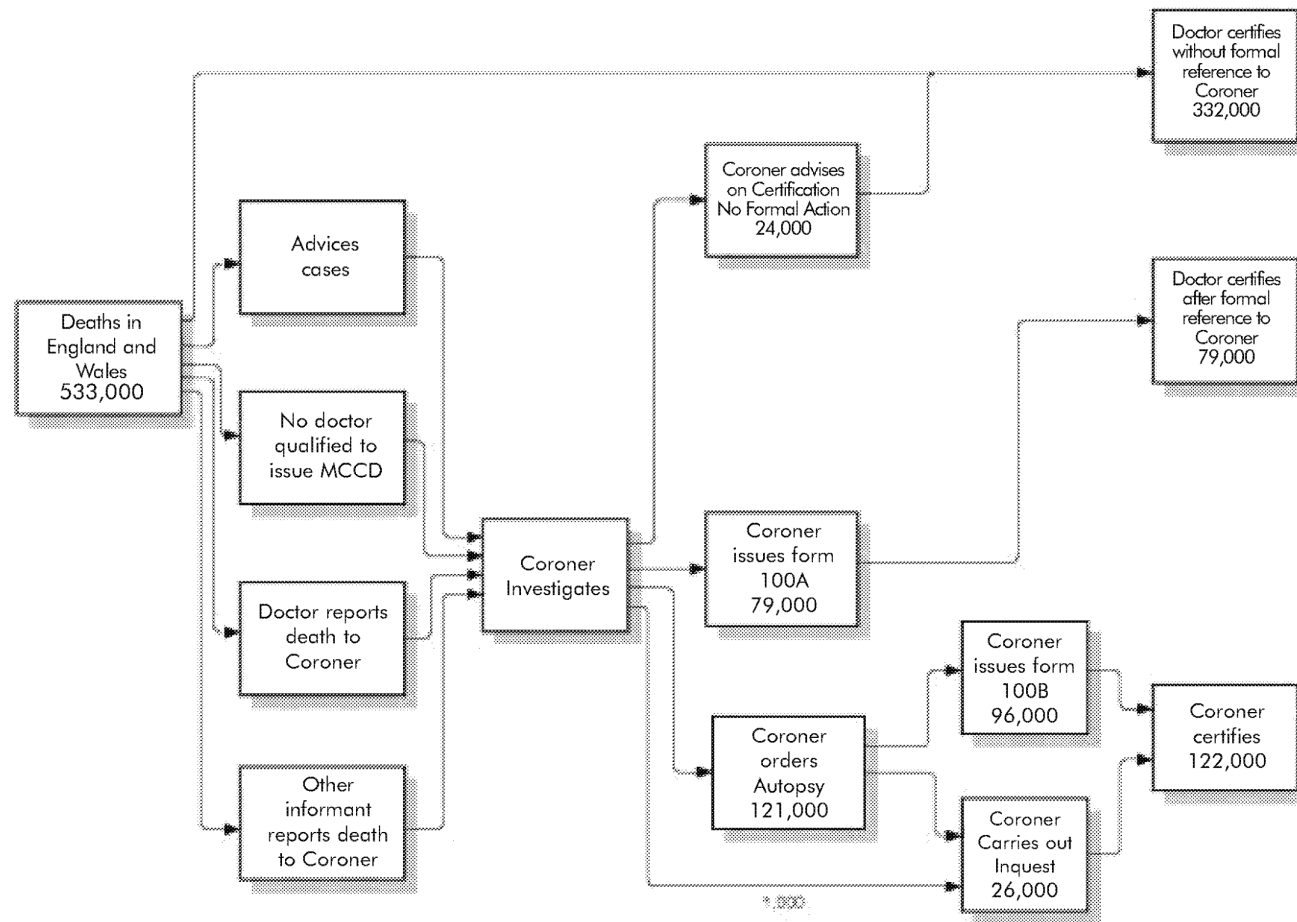 Deaths in
England and
Wales
533,000
Advices
cases
No doctor
qualified to
issue MCCD
Doctor reports
death to
Coroner
Other
informant
reports death
to Coroner
Coroner
Investigates
Coroner advises
on Certification
No Formal Action
24,000
Coroner
issues form
100A
79,000
Coroner
orders
Autopsy
121,000
Coroner
issues form
100B
96,000
Coroner
Carries out
Inquest
26,000
Doctor certifies
without formal
reference to
Coroner
332,000
Doctor certifies
after formal
reference to
Coroner
79,000
Coroner
certifies
122,000